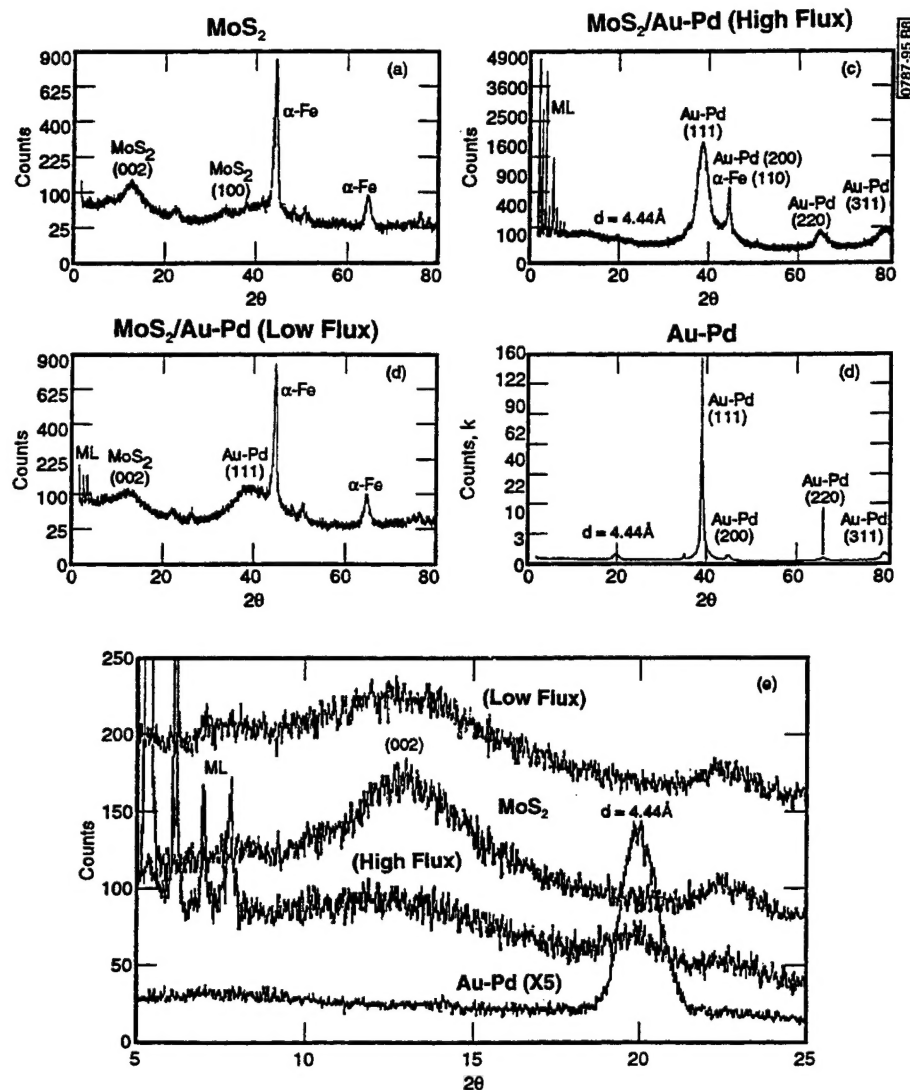 MoS2
(a)
900
625
400
225
100
25
0
Counts
MoS2
(002)
MoS2
(100)
α-Fe
α-Fe
0 20 40 60 80
2θ
MoS2/Au-Pd (High Flux)
0787-95 B8
(c)
4900
3600
2500
1600
900
400
100
0
Counts
ML
d = 4.44Å
Au-Pd
(111)
Au-Pd (200)
α-Fe (110)
Au-Pd
(220)
Au-Pd
(311)
20 40 60 80
2θ
MoS2/Au-Pd (Low Flux)
(d)
900
625
400
225
100
25
0
Counts
ML
MoS2
(002)
Au-Pd
(111)
α-Fe
α-Fe
20 40 60 80
2θ
Au-Pd
(d)
160
122
90
62
40
22
10
3
0
Counts, k
d = 4.44Å
Au-Pd
(111)
Au-Pd
(200)
Au-Pd
(220)
Au-Pd
(311)
20 40 60 80
2θ
(e)
250
200
150
100
50
0
Counts
(Low Flux)
(002)
ML
MoS2
d = 4.44Å
(High Flux)
Au-Pd (X5)
5 10 15 20 25
2θ